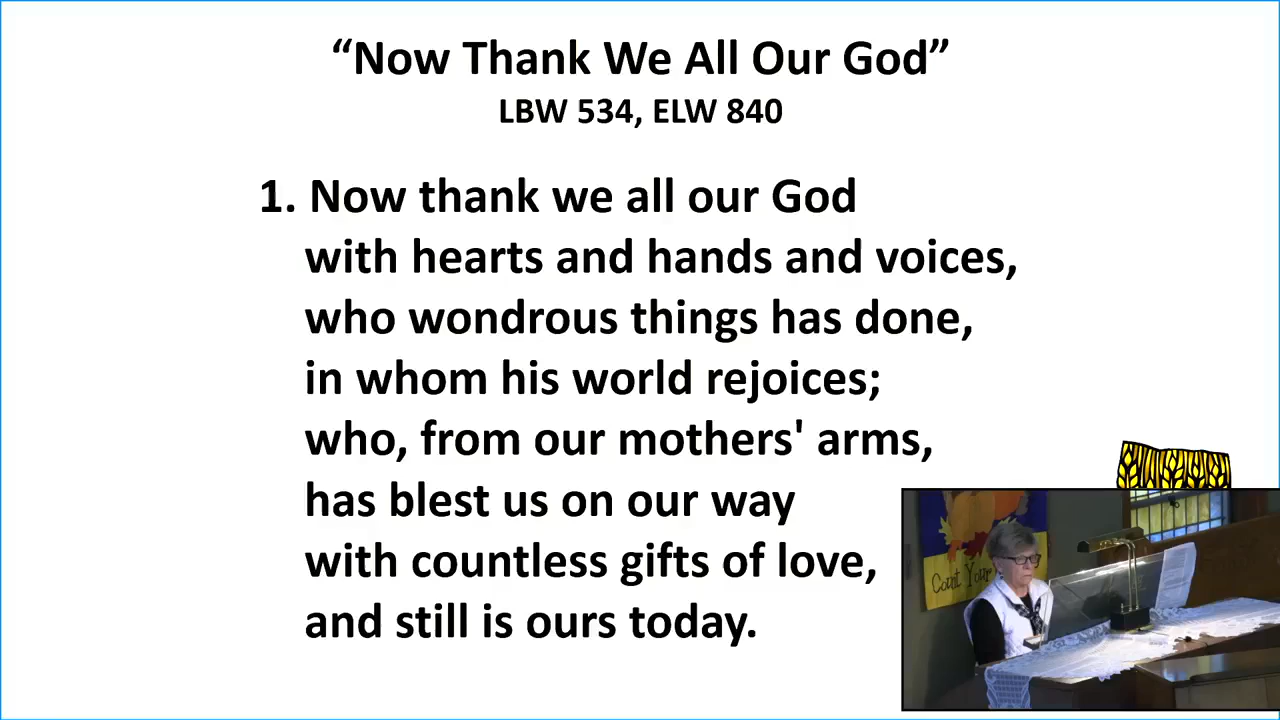 “Now Thank We All Our God”
LBW 534, ELW 840
1. Now thank we all our God
with hearts and hands and voices,
who wondrous things has done,
in whom his world rejoices;
who, from our mothers' arms,
has blest us on our way
with countless gifts of love,
and still is ours today.
Count Your